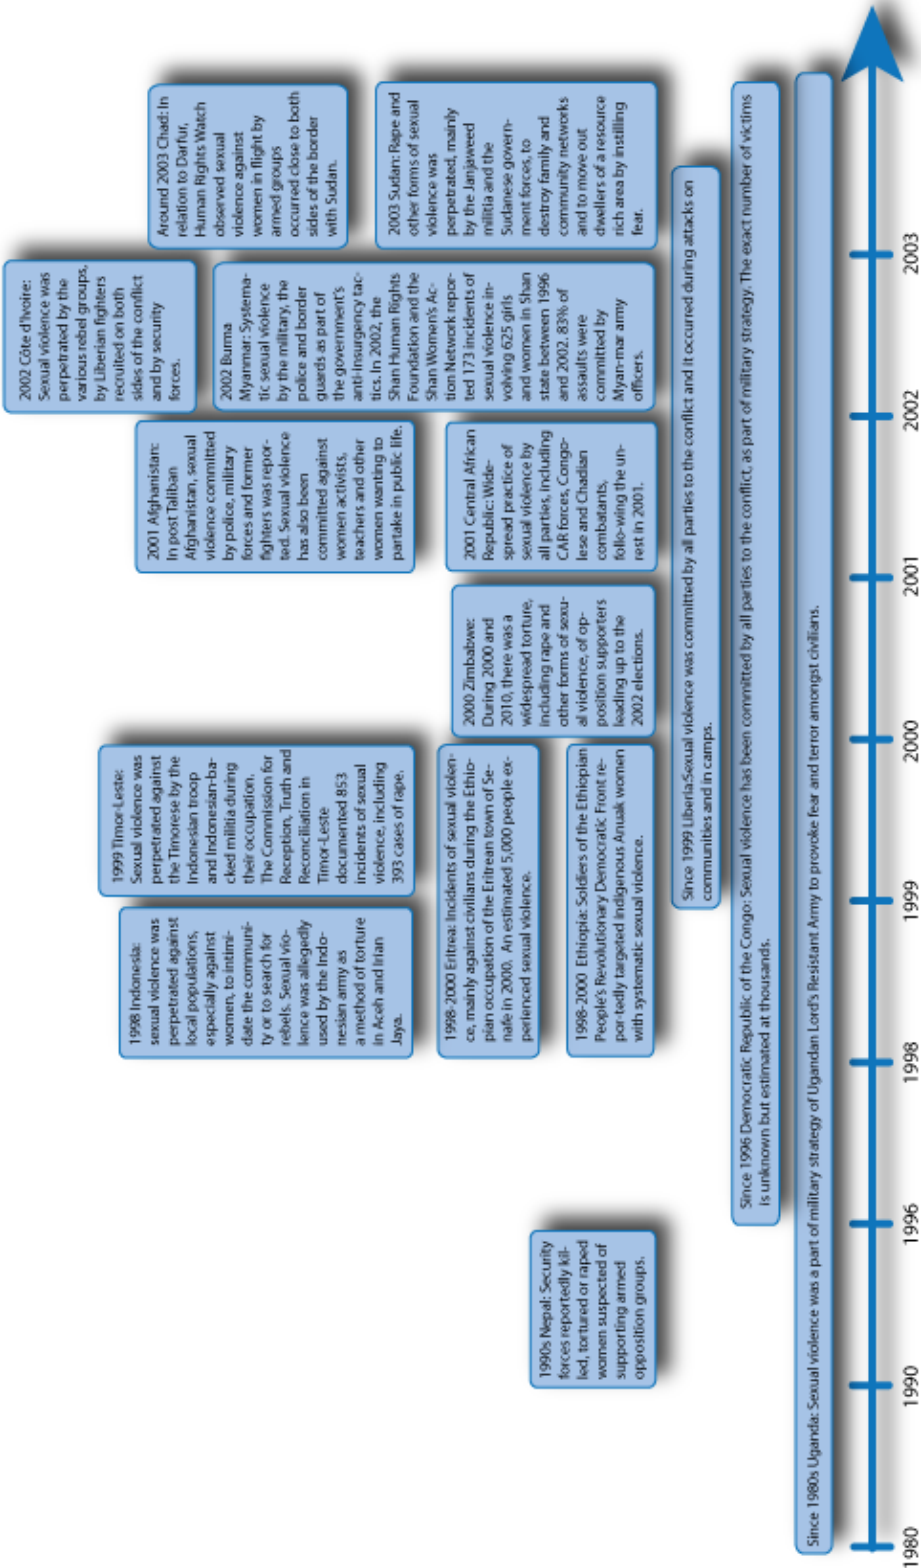 2002 Côte d'Ivoire:
Sexual violence was
perpetrated by the
various rebel groups,
by Liberian fighters
recruited on both
sides of the conflict
and by security
forces.
Around 2003 Chad: In
relation to Darfur,
Human Rights Watch
observed sexual
violence against
women in flight by
armed groups
occurred close to both
sides of the border
with Sudan.
1999 Timor-Leste:
Sexual violence was
perpetrated against
the Timorese by the
Indonesian troop
and Indonesian-ba-
cked militia during
their occupation.
The Commission for
Reception, Truth and
Reconciliation in
Timor-Leste
documented 853
incidents of sexual
violence, including
393 cases of rape.
1998 Indonesia:
sexual violence was
perpetrated against
local populations,
especially against
women, to intimi-
date the communi-
ty or to search for
rebels. Sexual vio-
lence was allegedly
used by the Indo-
nesian army as
a method of torture
in Aceh and Irian
Jaya.
2001 Afghanistan:
In post Taliban
Afghanistan, sexual
violence committed
by police, military
forces and former
fighters was repor-
ted. Sexual violence
has also been
committed against
women activists,
teachers and other
women wanting to
partake in public life.
2002 Burma
Myanmar: Systema-
tic sexual violence
by the military, the
police and border
guards as part of
the government's
anti-insurgency tac-
tics. In 2002, the
Shan Human Rights
Foundation and the
Shan Women's Ac-
tion Network repor-
ted 173 incidents of
sexual violence in-
volving 625 girls
and women in Shan
state between 1996
and 2002. 83% of
assaults were
committed by
Myan-mar army
officers.
2003 Sudan: Rape and
other forms of sexual
violence was
perpetrated, mainly
by the Janjaweed
militia and the
Sudanese govern-
ment forces, to
destroy family and
community networks
and to move out
dwellers of a resource
rich area by instilling
fear.
1998-2000 Eritrea: Incidents of sexual violen-
ce, mainly against civilians during the Ethio-
pian occupation of the Eritrean town of Se-
nafe in 2000. An estimated 5,000 people ex-
perienced sexual violence.
2000 Zimbabwe:
During 2000 and
2010, there was a
widespread torture,
including rape and
other forms of sexu-
al violence, of op-
position supporters
leading up to the
2002 elections.
2001 Central African
Republic: Wide-
spread practice of
sexual violence by
all parties, including
CAR forces, Congo-
lese and Chadian
combatants,
follo-wing the un-
rest in 2001.
1990s Nepal: Security
forces reportedly kil-
led, tortured or raped
women suspected of
supporting armed
opposition groups.
1998-2000 Ethiopia: Soldiers of the Ethiopian
People's Revolutionary Democratic Front re-
por-tedly targeted indigenous Anuak women
with systematic sexual violence.
Since 1999 Liberia:Sexual violence was committed by all parties to the conflict and it occurred during attacks on
communities and in camps.
Since 1996 Democratic Republic of the Congo: Sexual violence has been committed by all parties to the conflict, as part of military strategy. The exact number of victims
is unknown but estimated at thousands.
Since 1980s Uganda: Sexual violence was a part of military strategy of Ugandan Lord's Resistant Army to provoke fear and terror amongst civilians.
1980 1990 1996 1998 1999 2000 2001 2002 2003